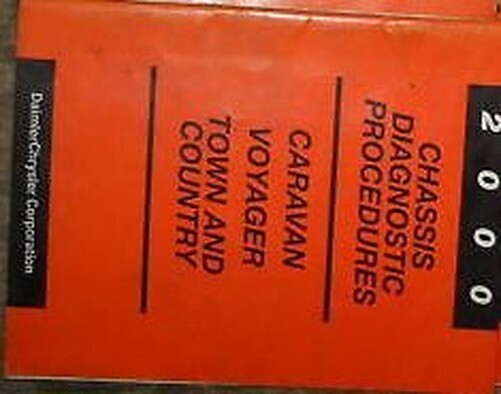 2000
CHASSIS
DIAGNOSTIC
PROCEDURES
CARAVAN
VOYAGER
TOWN AND
COUNTRY
DaimlerChrysler Corporation